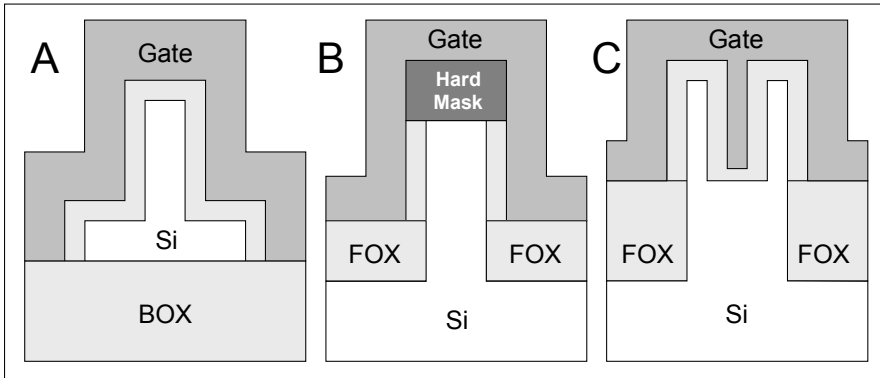 A
Gate
Si
BOX
B
Gate
Hard
Mask
FOX
FOX
Si
C
Gate
FOX
FOX
Si